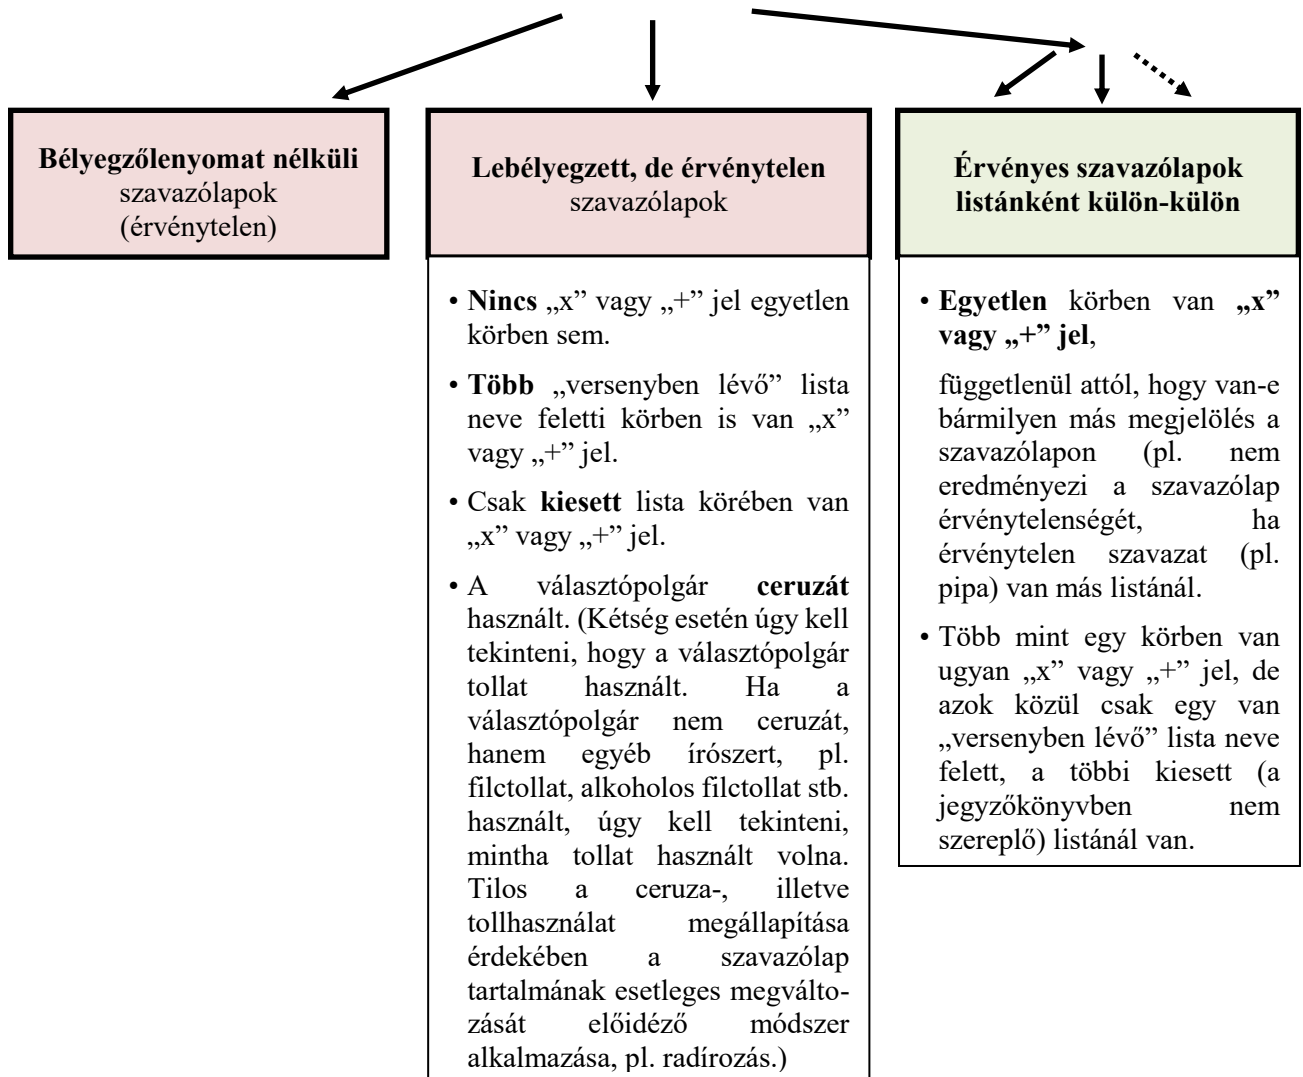 Bélyegzőlenyomat nélküli
szavazólapok
(érvénytelen)
Lebélyegzett, de érvénytelen
szavazólapok
Érvényes szavazólapok
listánként külön-külön
• Nincs „x” vagy „+” jel egyetlen
körben sem.
• Több „versenyben lévő” lista
neve feletti körben is van „x”
vagy „+” jel.
• Csak kiesett lista körében van
„x” vagy „+” jel.
• A választópolgár ceruzát
használt. (Kétség esetén úgy kell
tekinteni, hogy a választópolgár
tollat használt. Ha a
választópolgár nem ceruzát,
hanem egyéb írószert, pl.
filctollat, alkoholos filctollat stb.
használt, úgy kell tekinteni,
mintha tollat használt volna.
Tilos a ceruza-, illetve
tollhasználat megállapítása
érdekében a szavazólap
tartalmának esetleges megválto-
zását előidéző módszer
alkalmazása, pl. radírozás.)
• Egyetlen körben van „x”
vagy „+” jel,
függetlenül attól, hogy van-e
bármilyen más megjelölés a
szavazólapon (pl. nem
eredményezi a szavazólap
érvénytelenségét, ha
érvénytelen szavazat (pl.
pipa) van más listánál.
• Több mint egy körben van
ugyan „x” vagy „+” jel, de
azok közül csak egy van
„versenyben lévő” lista neve
felett, a többi kiesett (a
jegyzőkönyvben nem
szereplő) listánál van.